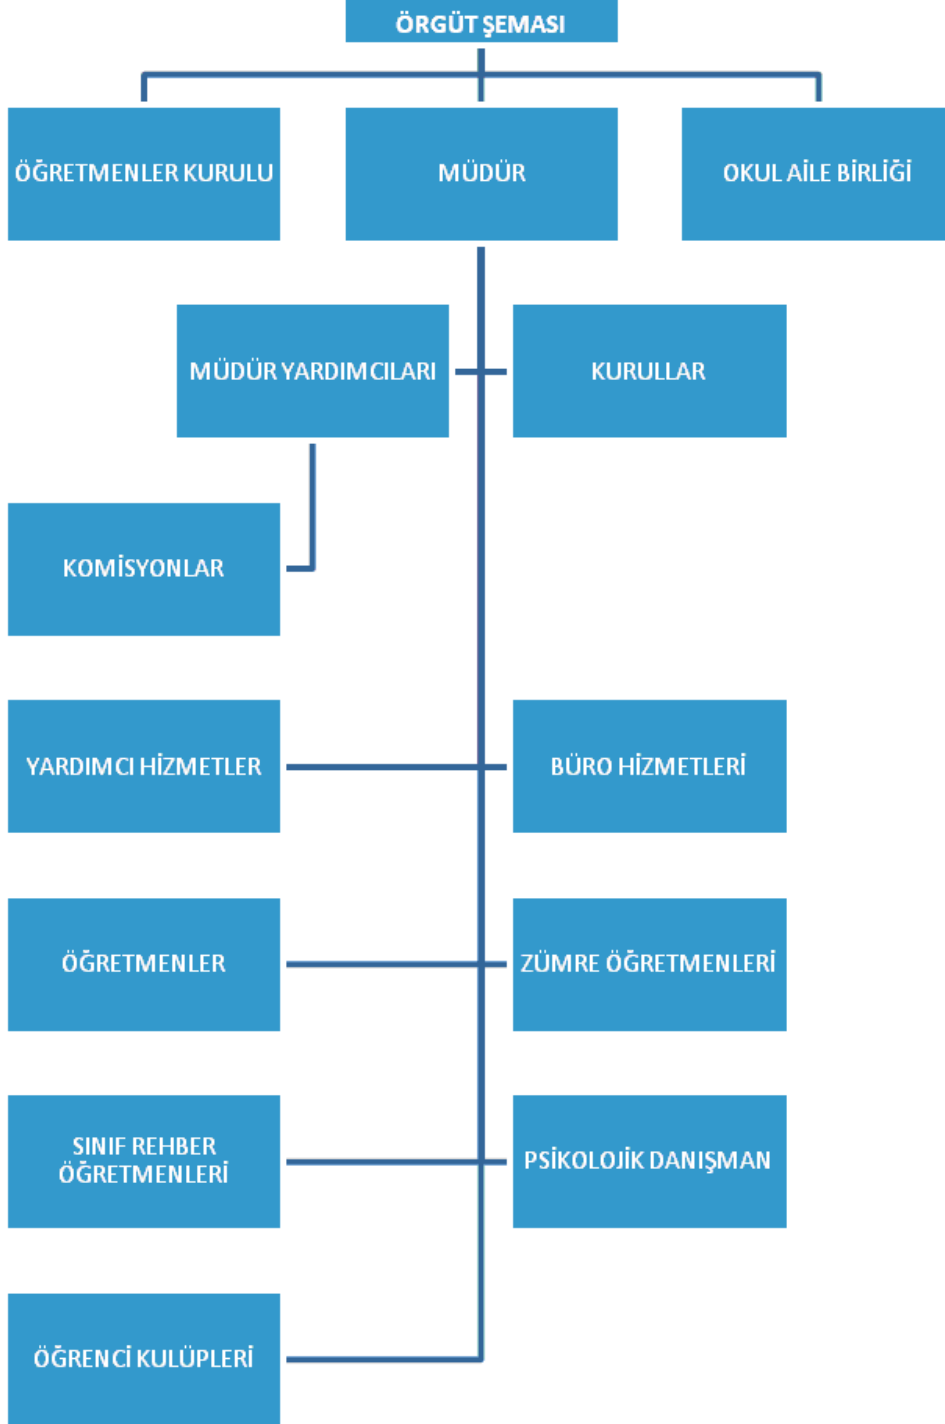 ÖRGÜT ŞEMASI
ÖĞRETMENLER KURULU
MÜDÜR
OKUL AİLE BİRLİĞİ
MÜDÜR YARDIMCILARI
KURULLAR
KOMİSYONLAR
YARDIMCI HİZMETLER
BÜRO HİZMETLERİ
ÖĞRETMENLER
ZÜMRE ÖĞRETMENLERİ
SINIF REHBER
ÖĞRETMENLERİ
PSİKOLOJİK DANIŞMAN
ÖĞRENCİ KULÜPLERİ